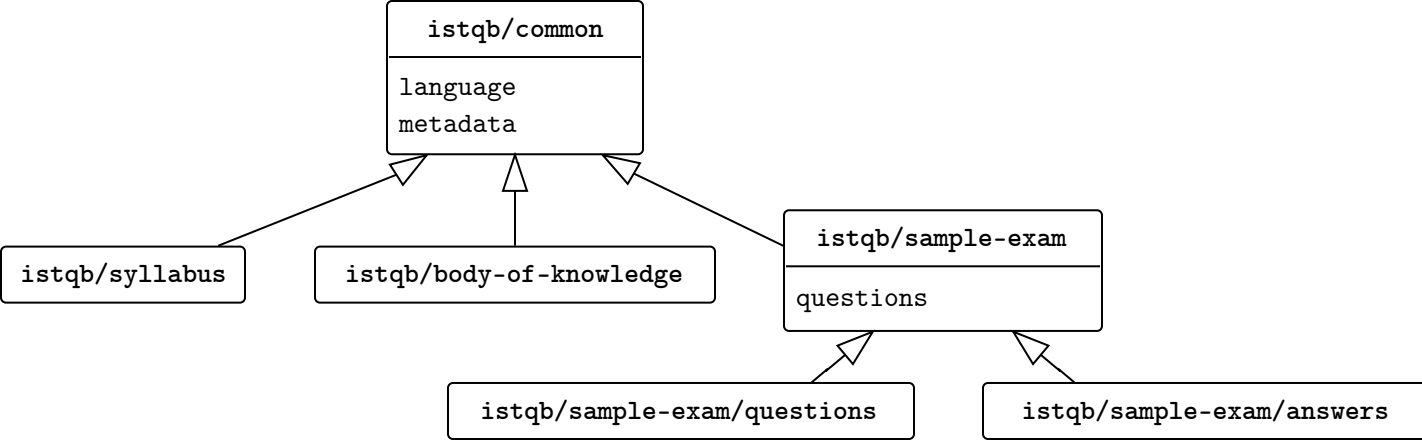 istqb/common
language
metadata
istqb/sample-exam
istqb/syllabus
istqb/body-of-knowledge
questions
istqb/sample-exam/questions
istqb/sample-exam/answers